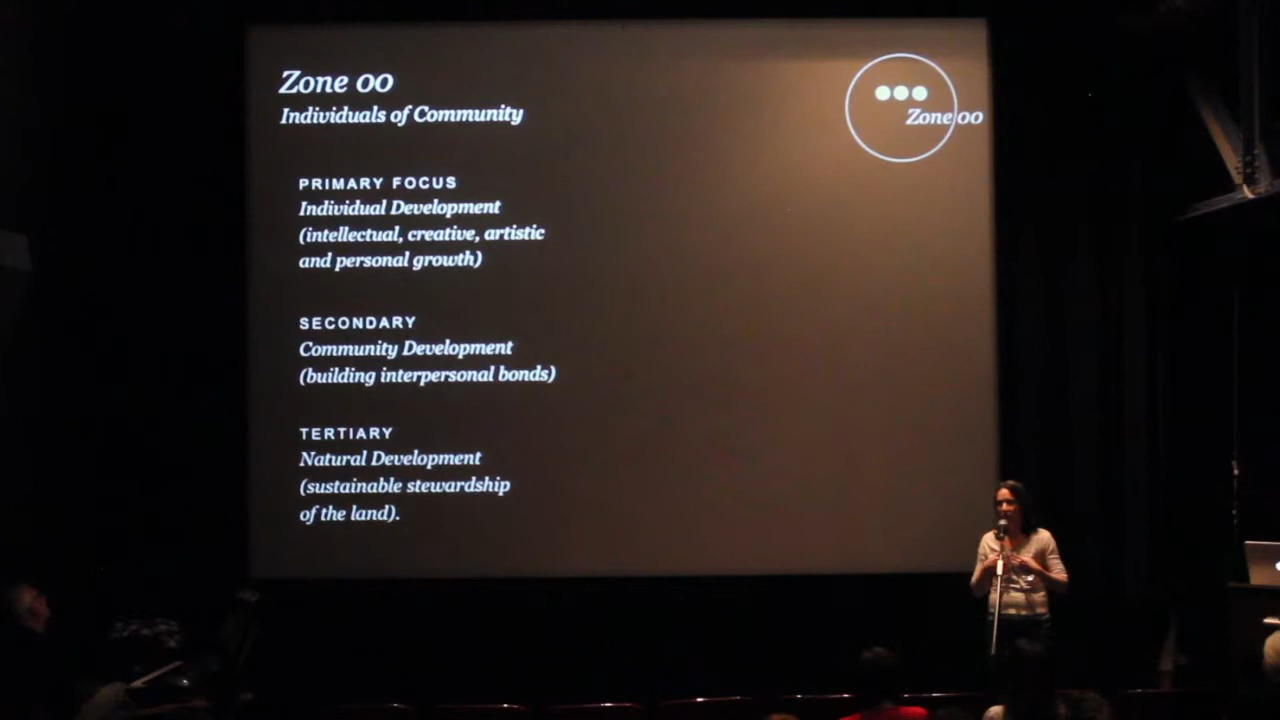 Zone 00
Individuals of Community
Zone 00
PRIMARY FOCUS
Individual Development
(intellectual, creative, artistic
and personal growth)
SECONDARY
Community Development
(building interpersonal bonds)
TERTIARY
Natural Development
(sustainable stewardship
of the land).